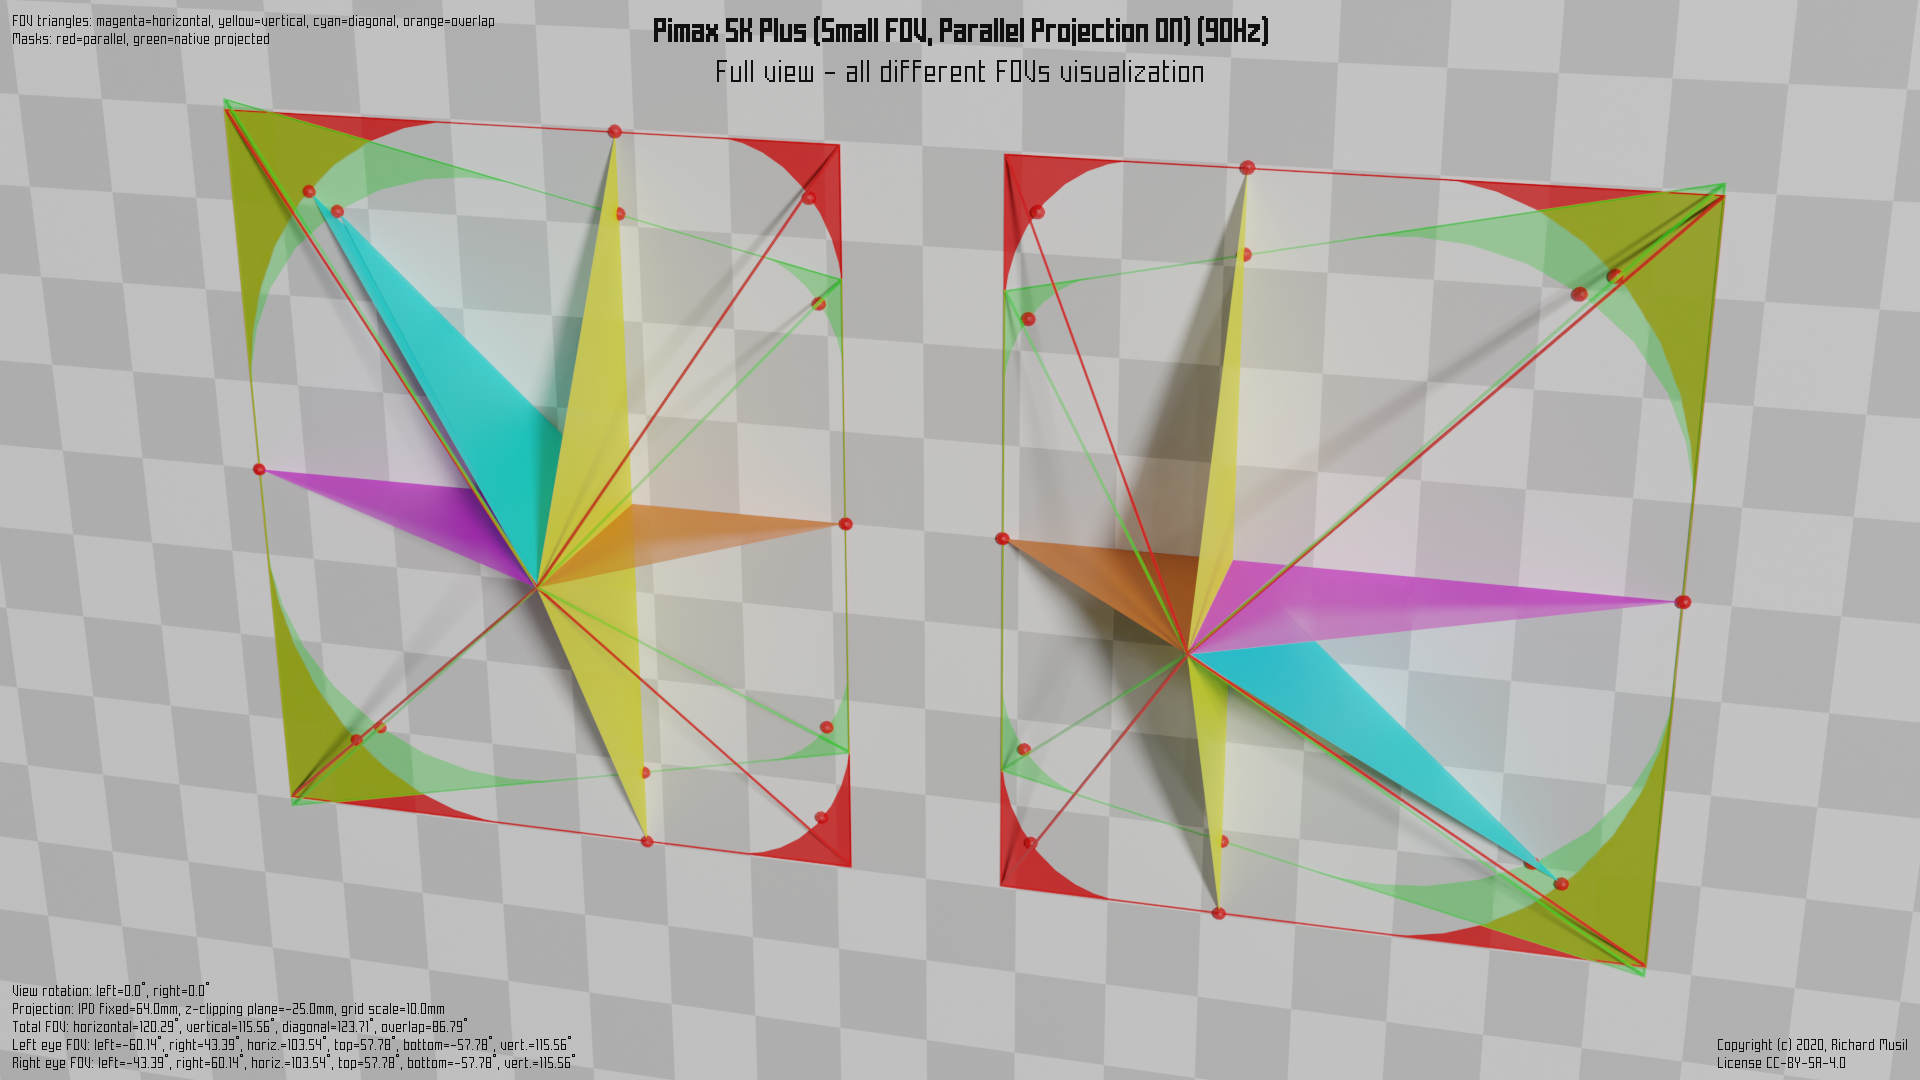 FOV triangles: magenta=horizontal, yellow=vertical, cyan=diagonal, orange=overlap
Masks: red=parallel, green=native projected
Pimax 5K Plus (Small FOV, Parallel Projection ON) (90Hz)
Full view - all different FOVs visualization
View rotation: left=0.0°, right=0.0°
Projection: IPD fixed=64.0mm, z-clipping plane=-25.0mm, grid scale=10.0mm
Total FOV: horizontal=120.29°, vertical=115.56°, diagonal=123.71°, overlap=86.79°
Left eye FOV: left=-60.14°, right=43.39°, horiz.=103.54°, top=57.78°, bottom=-57.78°, vert.=115.56°
Right eye FOV: left=-43.39°, right=60.14°, horiz.=103.54°, top=57.78°, bottom=-57.78°, vert.=115.56°
Copyright (c) 2020, Richard Musil
License CC-BY-SA-4.0